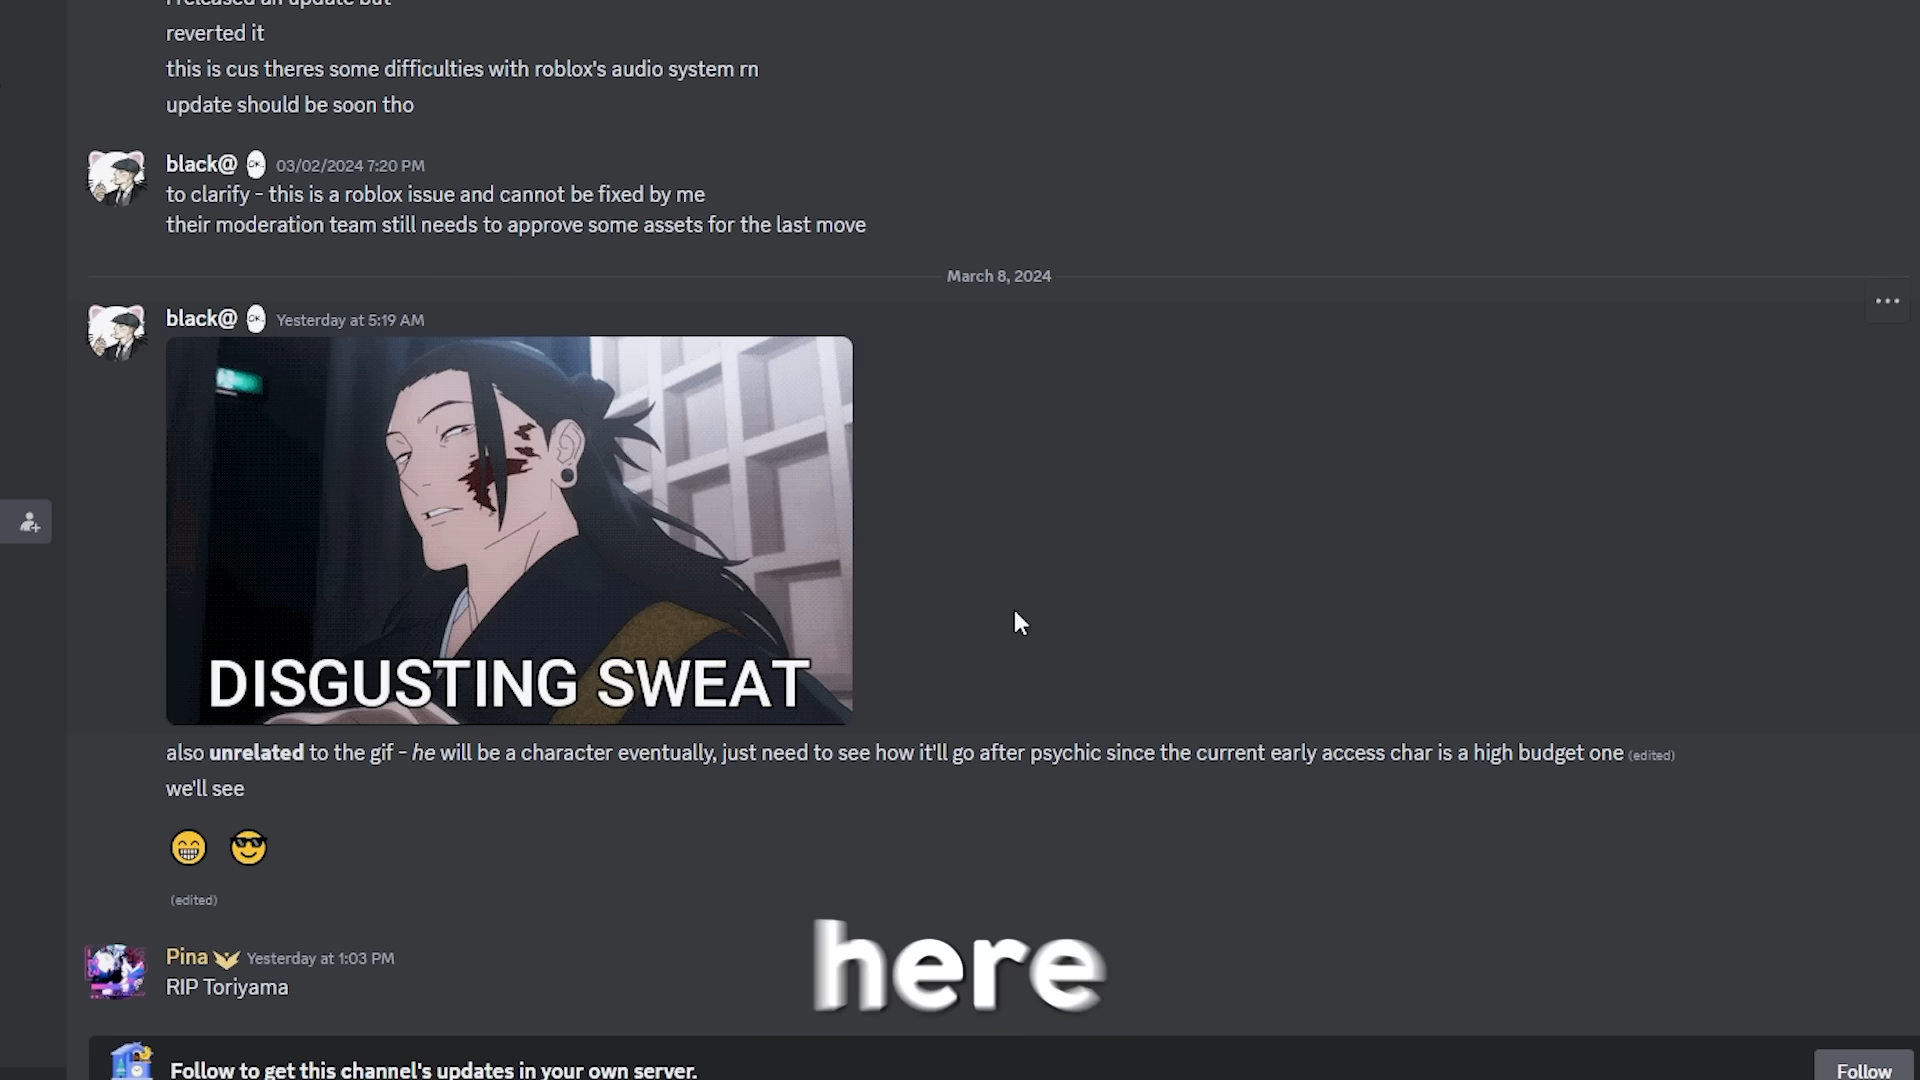 i released an update but
reverted it
this is cus theres some difficulties with roblox's audio system rn
update should be soon tho
black@ OK. 03/02/2024 7:20 PM
to clarify - this is a roblox issue and cannot be fixed by me
their moderation team still needs to approve some assets for the last move
March 8, 2024
black@ OK. Yesterday at 5:19 AM
DISGUSTING SWEAT
also unrelated to the gif - he will be a character eventually, just need to see how it'll go after psychic since the current early access char is a high budget one (edited)
we'll see
(edited)
Pina Yesterday at 1:03 PM
RIP Toriyama
here
Follow to get this channel's updates in your own server.
Follow